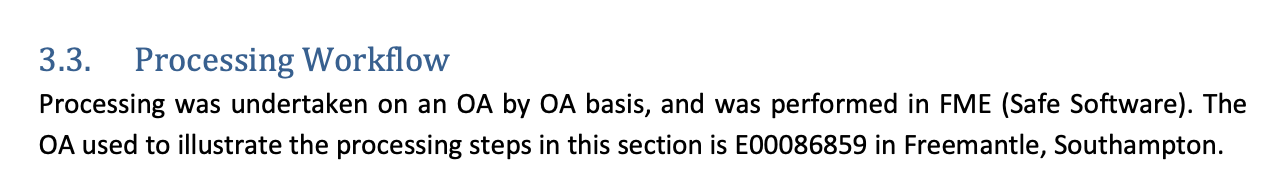 3.3. Processing Workflow
Processing was undertaken on an OA by OA basis, and was performed in FME (Safe Software). The
OA used to illustrate the processing steps in this section is E00086859 in Freemantle, Southampton.